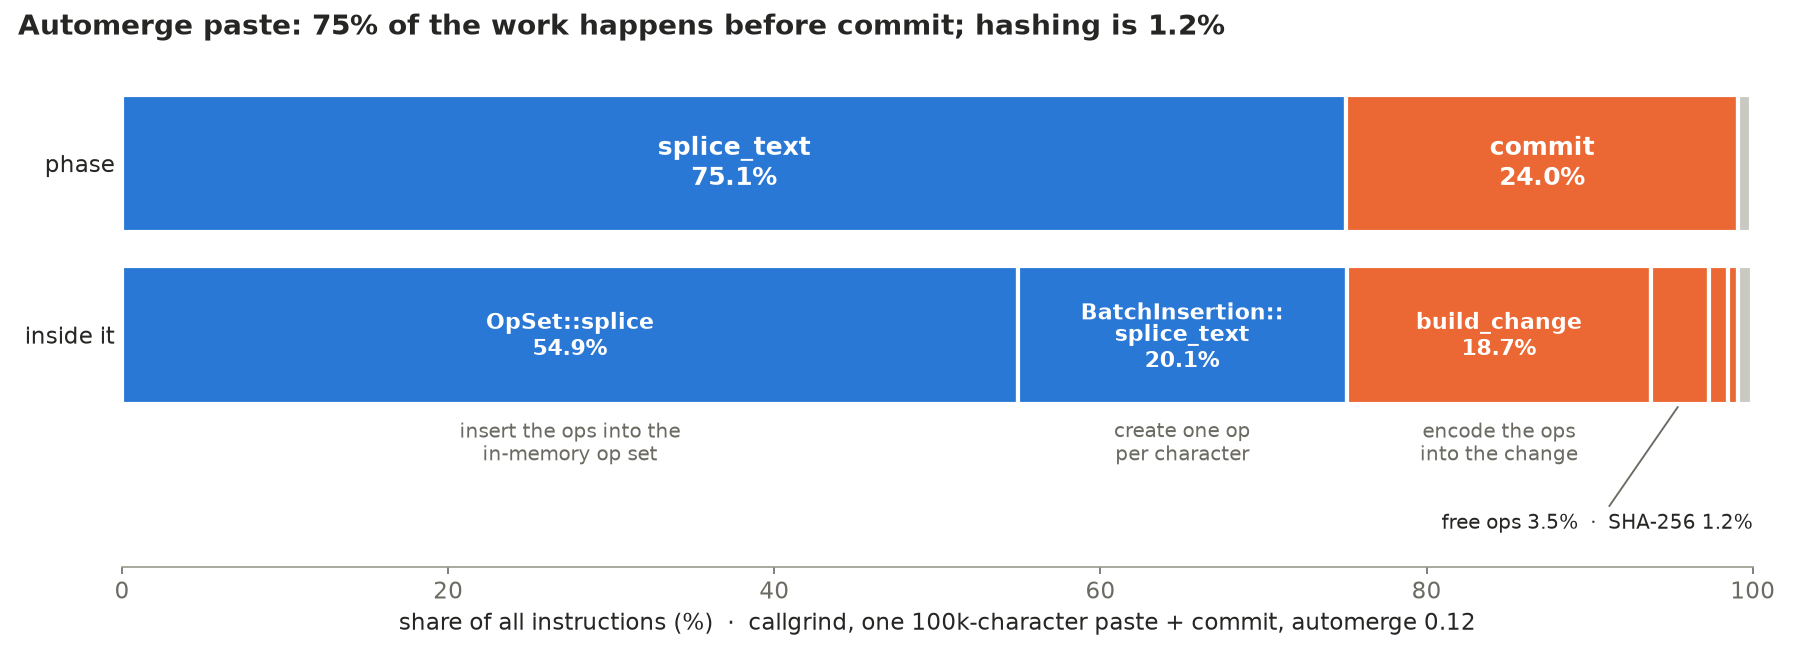 Automerge paste: 75% of the work happens before commit; hashing is 1.2%
phase
splice_text
75.1%
commit
24.0%
inside it
OpSet::splice
54.9%
BatchInsertion::
splice_text
20.1%
build_change
18.7%
insert the ops into the
in-memory op set
create one op
per character
encode the ops
into the change
free ops 3.5% · SHA-256 1.2%
0 20 40 60 80 100
share of all instructions (%) · callgrind, one 100k-character paste + commit, automerge 0.12